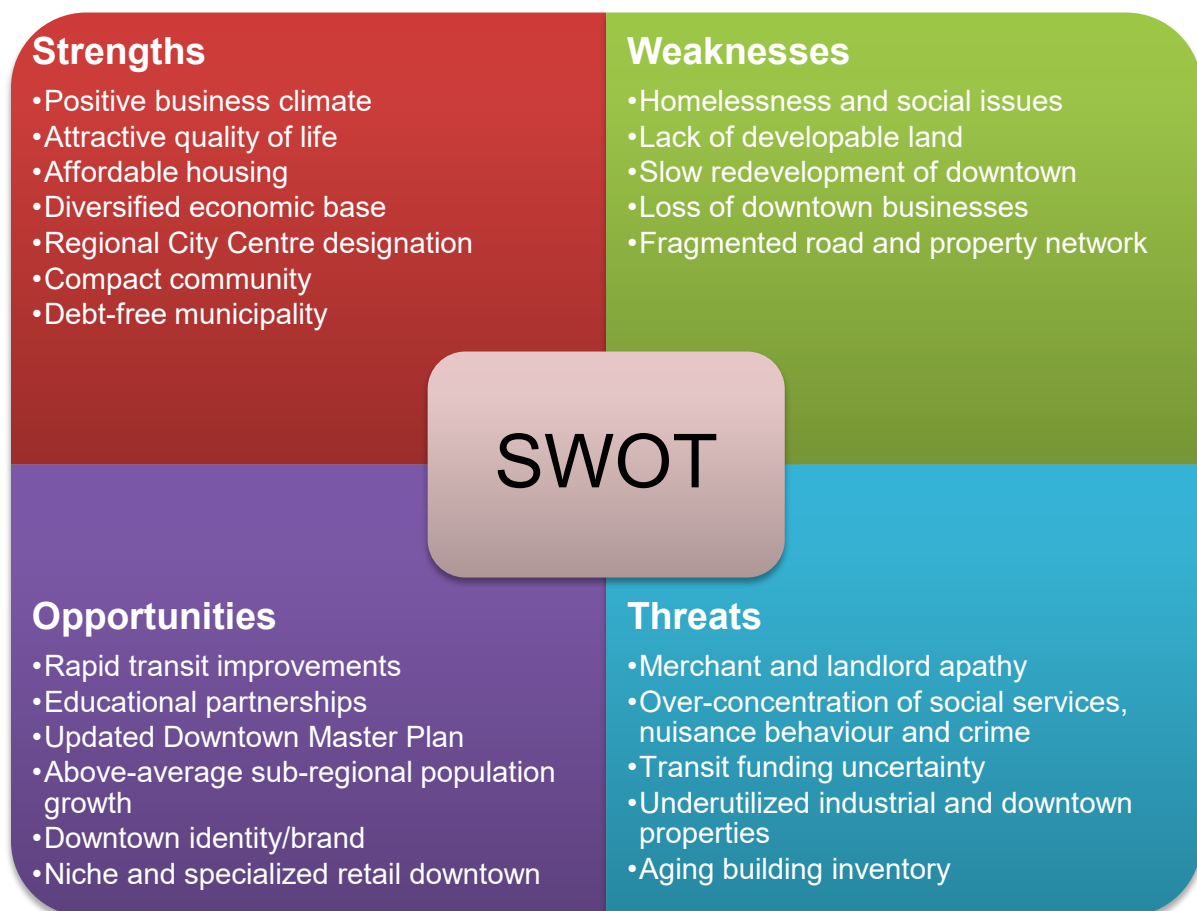 Strengths
•Positive business climate
•Attractive quality of life
•Affordable housing
•Diversified economic base
•Regional City Centre designation
•Compact community
•Debt-free municipality
Weaknesses
•Homelessness and social issues
•Lack of developable land
•Slow redevelopment of downtown
•Loss of downtown businesses
•Fragmented road and property network
SWOT
Opportunities
•Rapid transit improvements
•Educational partnerships
•Updated Downtown Master Plan
•Above-average sub-regional population
growth
•Downtown identity/brand
•Niche and specialized retail downtown
Threats
•Merchant and landlord apathy
•Over-concentration of social services,
nuisance behaviour and crime
•Transit funding uncertainty
•Underutilized industrial and downtown
properties
•Aging building inventory